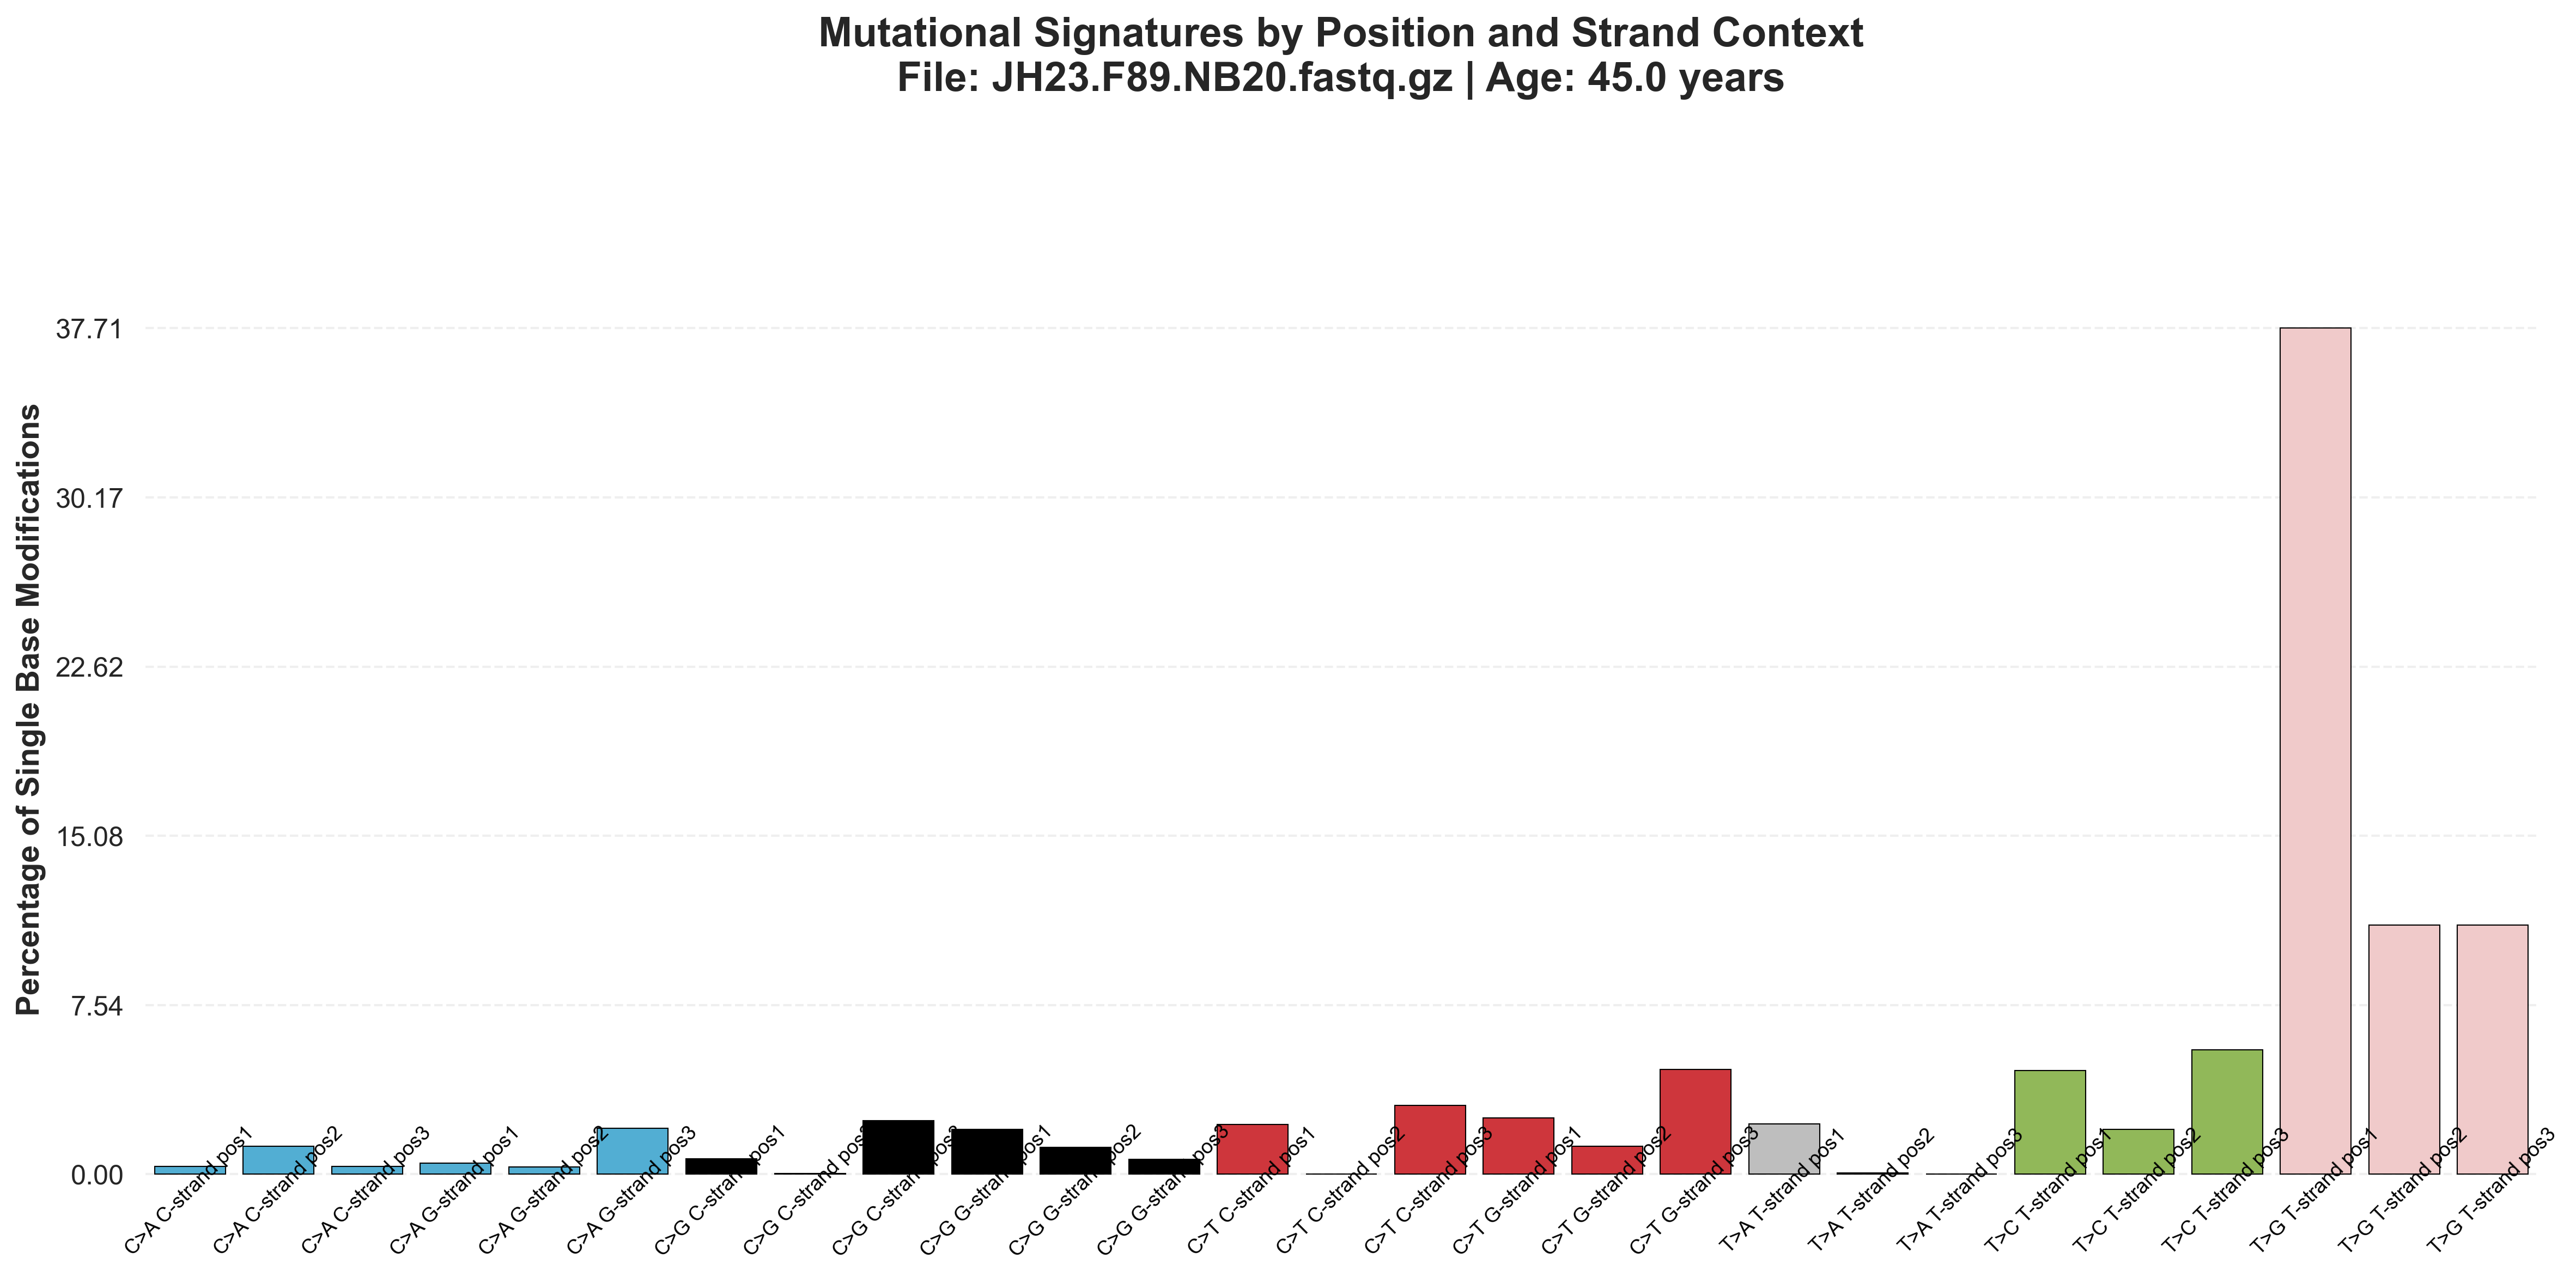 Mutational Signatures by Position and Strand Context
File: JH23.F89.NB20.fastq.gz | Age: 45.0 years
Percentage of Single Base Modifications
37.71
30.17
22.62
15.08
7.54
0.00
C>A C-strand pos1
C>A C-strand pos2
C>A C-strand pos3
C>A G-strand pos1
C>A G-strand pos2
C>A G-strand pos3
C>G C-strand pos1
C>G C-strand pos2
C>G C-strand pos3
C>G G-strand pos1
C>G G-strand pos2
C>G G-strand pos3
C>T C-strand pos1
C>T C-strand pos2
C>T C-strand pos3
C>T G-strand pos1
C>T G-strand pos2
C>T G-strand pos3
T>A T-strand pos1
T>A T-strand pos2
T>A T-strand pos3
T>C T-strand pos1
T>C T-strand pos2
T>C T-strand pos3
T>G T-strand pos1
T>G T-strand pos2
T>G T-strand pos3